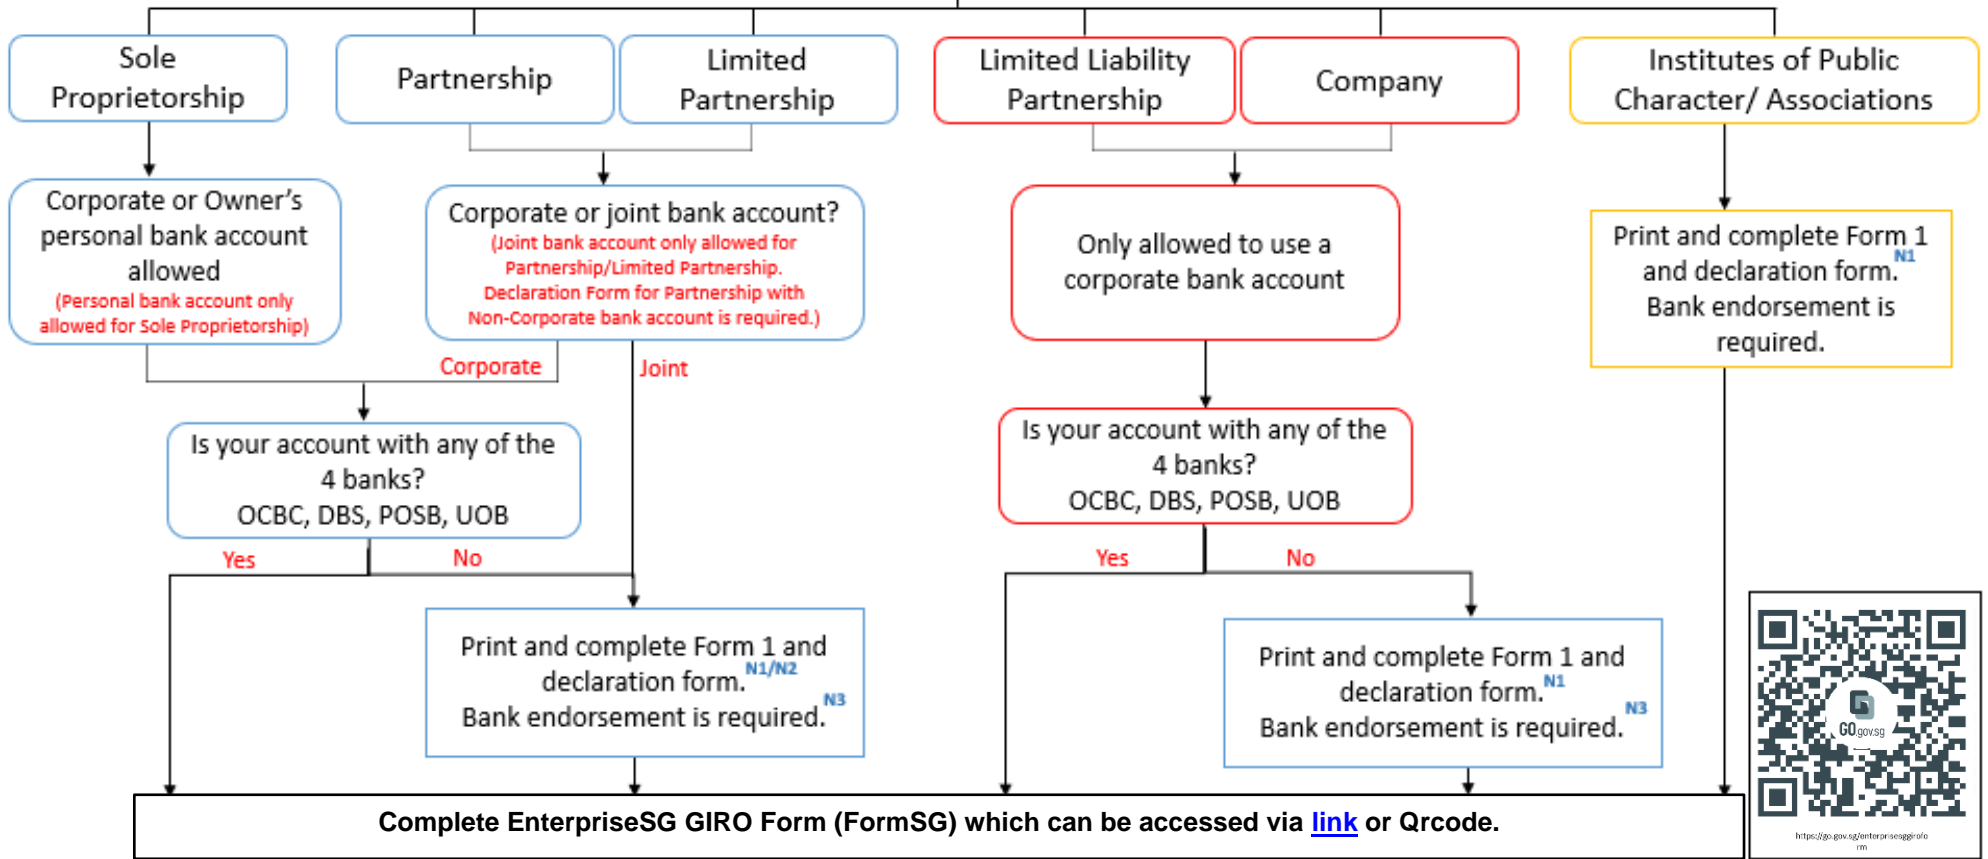 Sole
Proprietorship
Partnership
Limited
Partnership
Limited Liability
Partnership
Company
Institutes of Public
Character/ Associations
Corporate or Owner's
personal bank account
allowed
(Personal bank account only
allowed for Sole Proprietorship)
Corporate or joint bank account?
(Joint bank account only allowed for
Partnership/Limited Partnership.
Declaration Form for Partnership with
Non-Corporate bank account is required.)
Only allowed to use a
corporate bank account
Print and complete Form 1
and declaration form. N1
Bank endorsement is
required.
Corporate
Joint
Is your account with any of the
4 banks?
OCBC, DBS, POSB, UOB
Is your account with any of the
4 banks?
OCBC, DBS, POSB, UOB
Yes
No
Yes
No
Print and complete Form 1 and
declaration form. N1/N2
Bank endorsement is required. N3
Print and complete Form 1 and
declaration form. N1
Bank endorsement is required. N3
GO.gov.sg
https://go.gov.sg/enterprisesggirofo
rm
Complete EnterpriseSG GIRO Form (FormSG) which can be accessed via link or Qrcode.